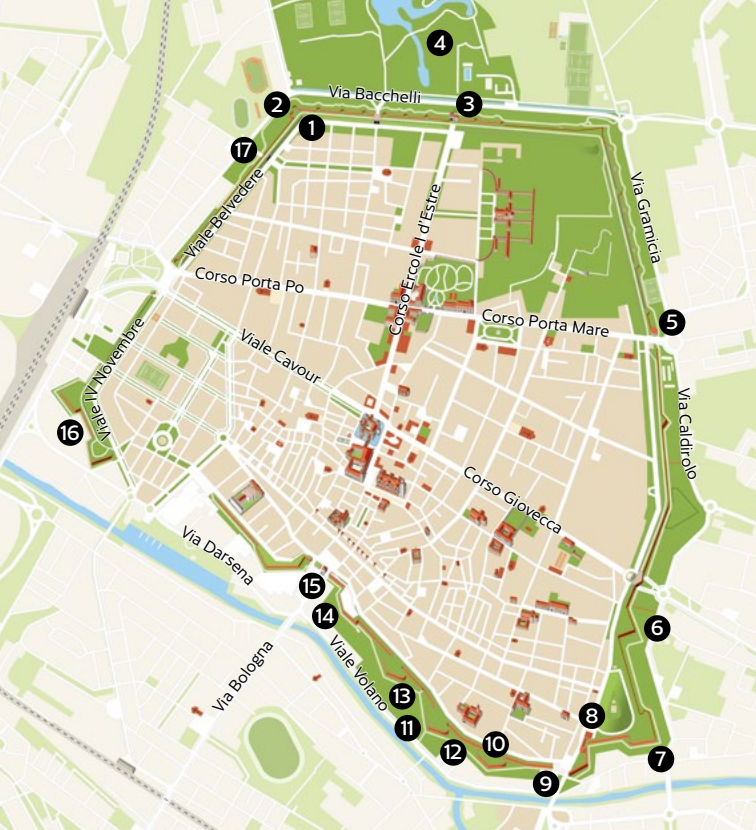 4
Via Bacchelli
2
3
1
17
Via Gramicia
Viale Belvedere
Corso Ercole I d'Estre
Corso Porta Po
Corso Porta Mare
5
Viale Cavour
Viale IV Novembre
Via Caldirolo
16
Corso Giovecca
Via Darsena
15
14
6
Viale Volano
Via Bologna
13
8
11
10
12
7
9